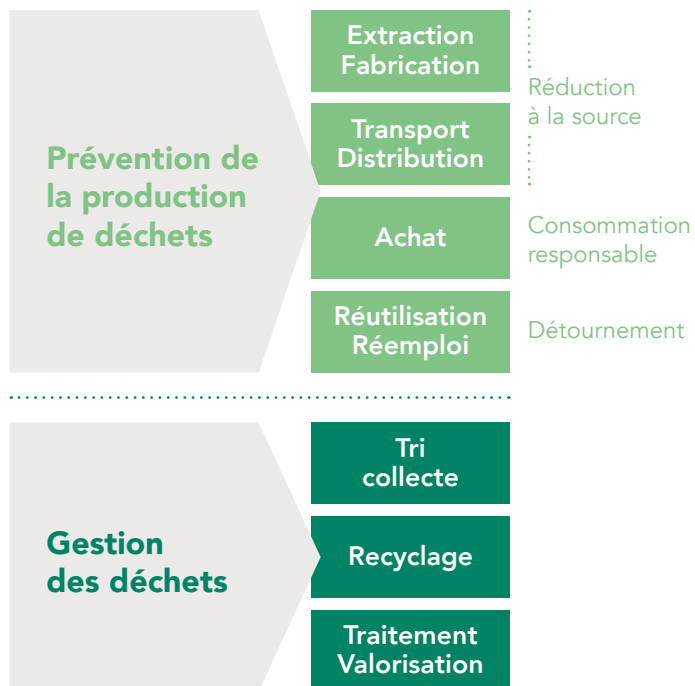 Prévention de
la production
de déchets
Extraction
Fabrication
Transport
Distribution
Réduction
à la source
Achat
Consommation
responsable
Réutilisation
Réemploi
Détournement
Gestion
des déchets
Tri
collecte
Recyclage
Traitement
Valorisation